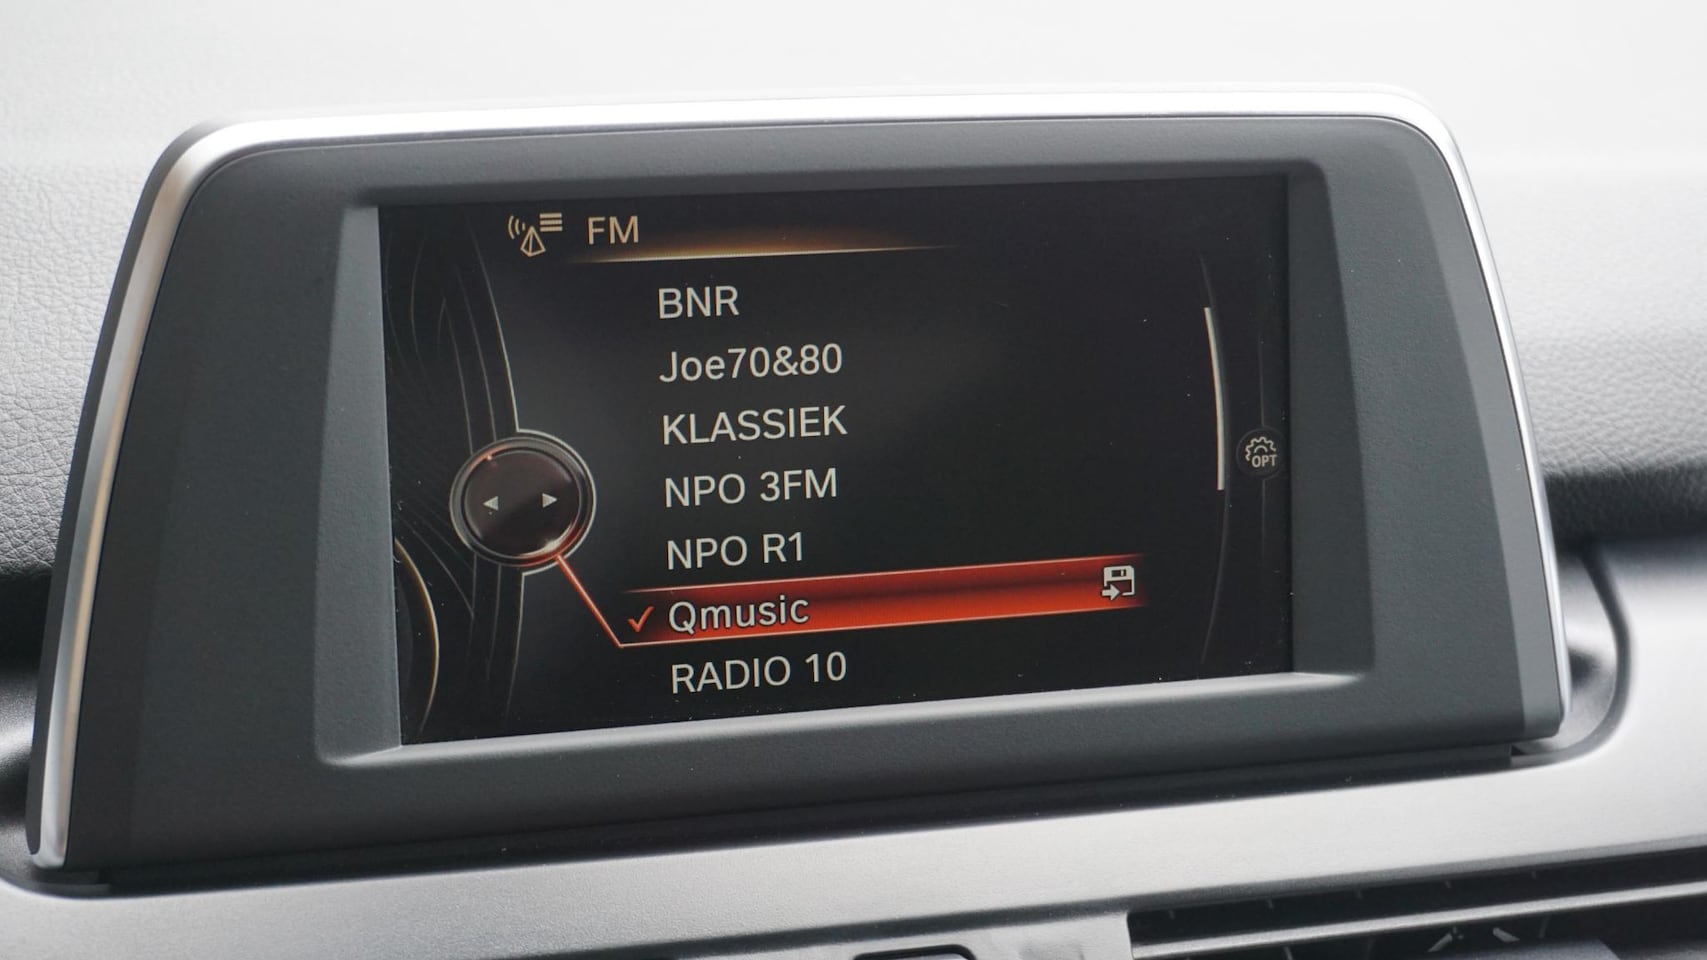 FM
BNR
Joe70&80
KLASSIEK
NPO 3FM
NPO R1
Qmusic
RADIO 10
OPT